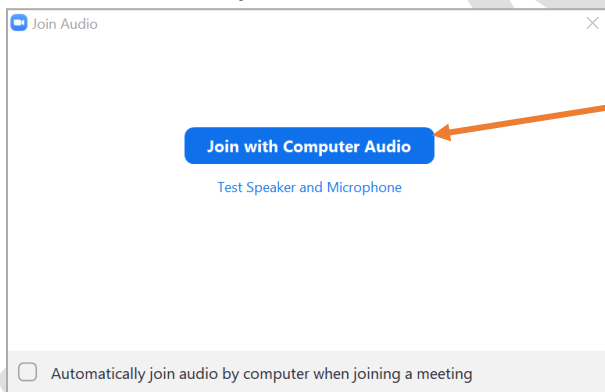 Join Audio
Join with Computer Audio
Test Speaker and Microphone
Automatically join audio by computer when joining a meeting